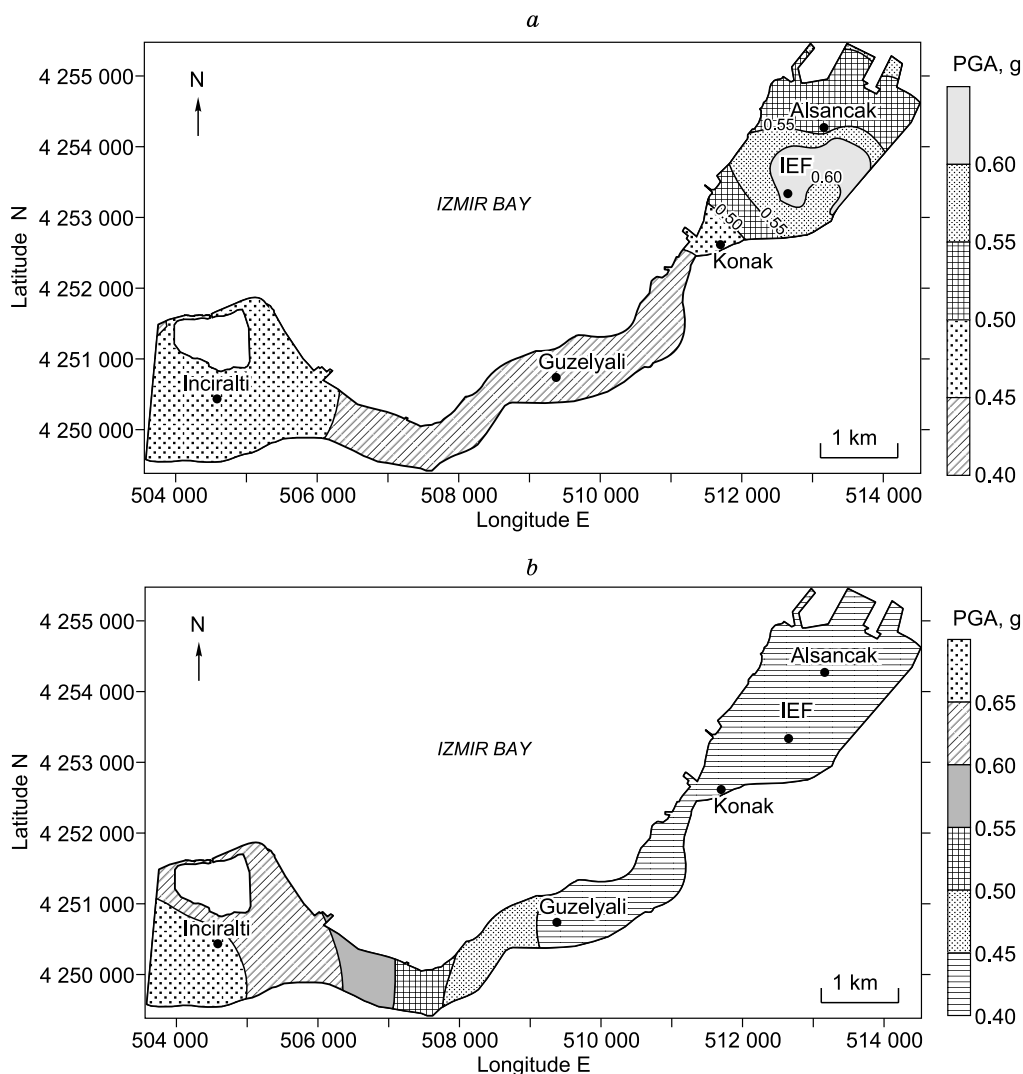 a
PGA, g
4 255 000
4 254 000
4 253 000
4 252 000
4 251 000
4 250 000
Latitude N
N
IZMIR BAY
Alsancak
0.55
IEF
0.60
0.50
0.55
Konak
Guzelyali
Inciralti
1 km
0.60
0.55
0.50
0.45
0.40
504 000 506 000 508 000 510 000 512 000 514 000
Longitude E
b
PGA, g
4 255 000
4 254 000
4 253 000
4 252 000
4 251 000
4 250 000
Latitude N
N
IZMIR BAY
Alsancak
IEF
Konak
Guzelyali
Inciralti
1 km
0.65
0.60
0.55
0.50
0.45
0.40
504 000 506 000 508 000 510 000 512 000 514 000
Longitude E